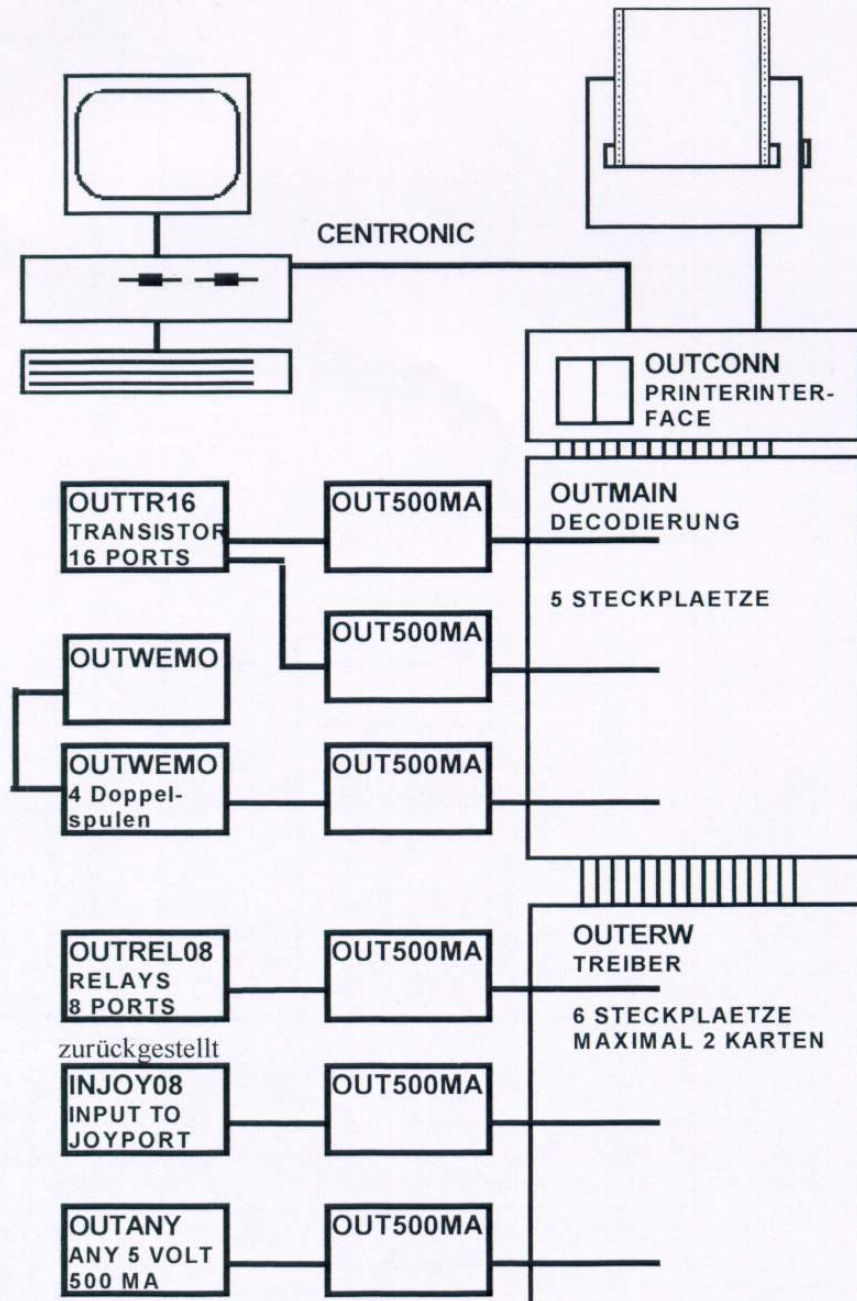 CENTRONIC
OUTCONN
PRINTERINTER-
FACE
OUTTR16
TRANSISTOR
16 PORTS
OUT500MA
OUTMAIN
DECODIERUNG
5 STECKPLAETZE
OUT500MA
OUTWEMO
OUTWEMO
4 Doppel-
spulen
OUT500MA
OUTREL08
RELAYS
8 PORTS
OUT500MA
OUTERW
TREIBER
6 STECKPLAETZE
MAXIMAL 2 KARTEN
zurückgestellt
INJOY08
INPUT TO
JOYPORT
OUT500MA
OUTANY
ANY 5 VOLT
500 MA
OUT500MA